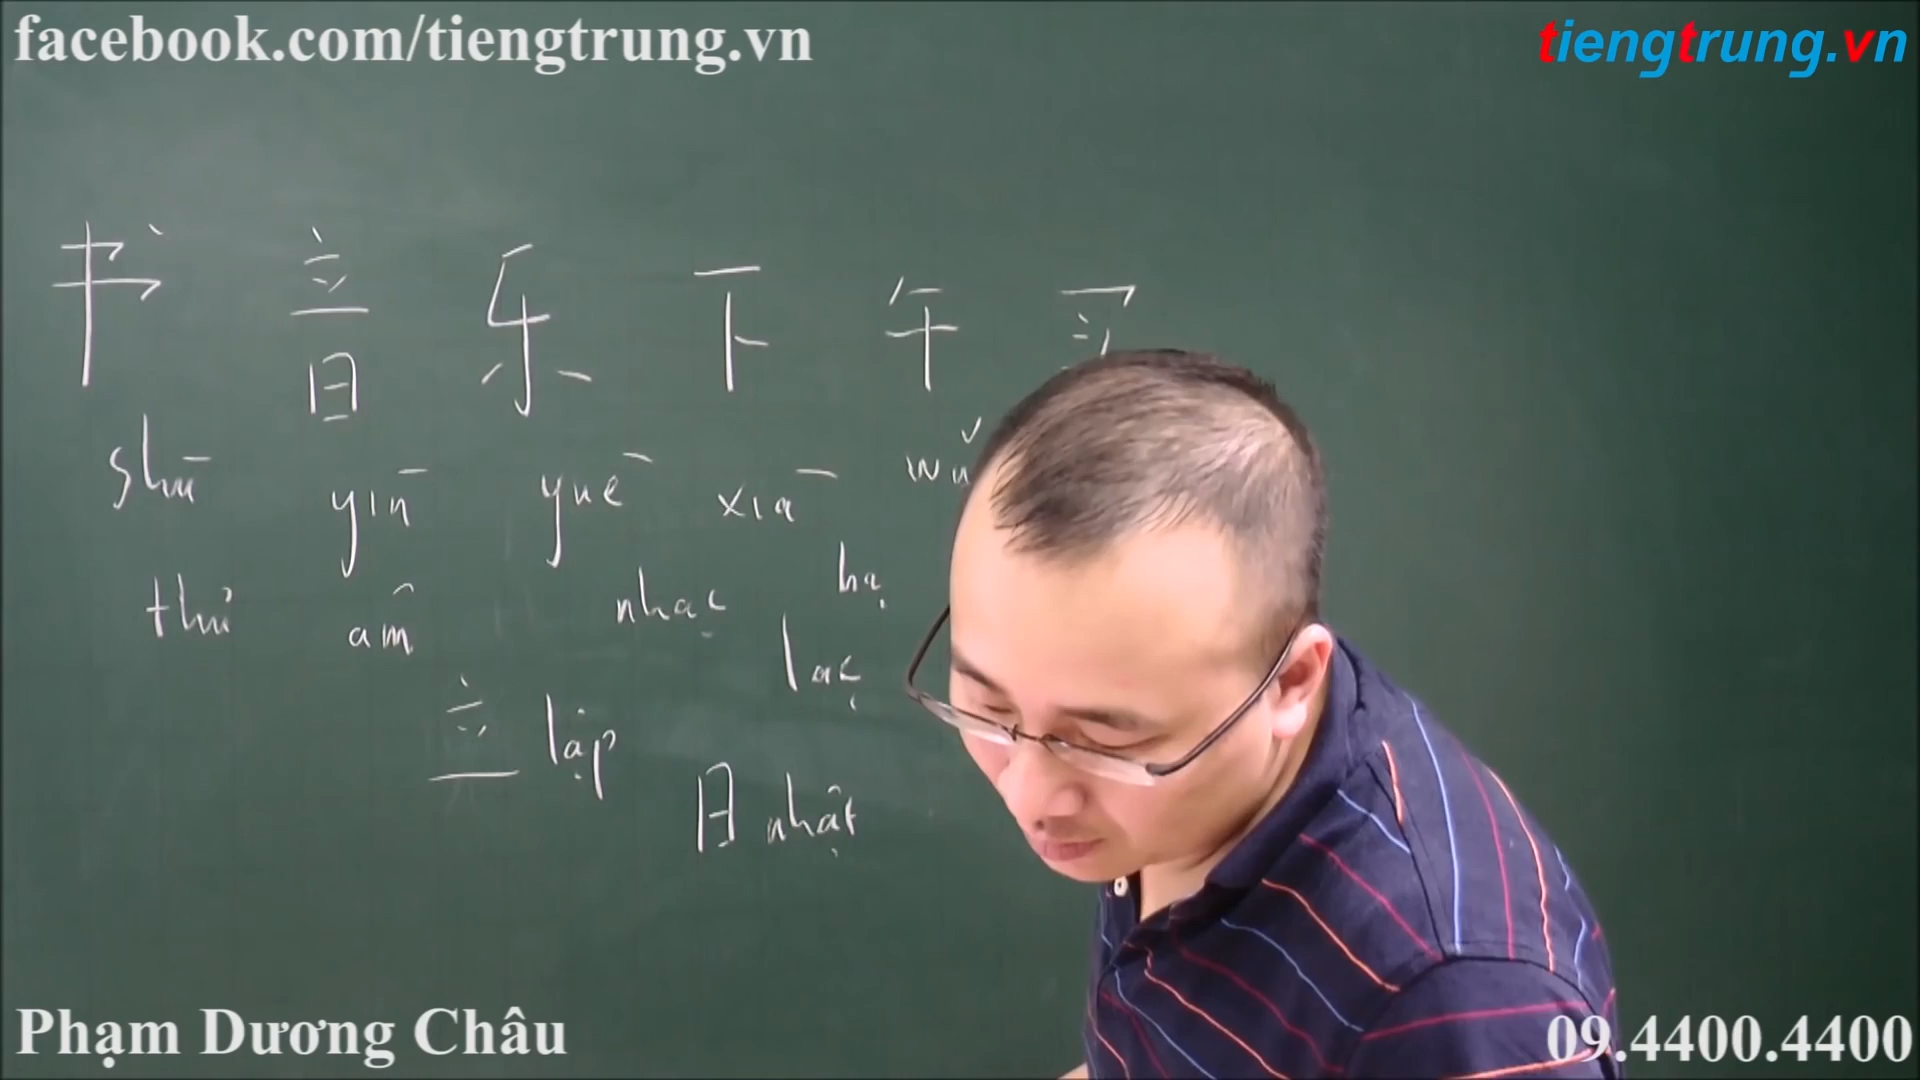 facebook.com/tiengtrung.vn
tiengtrung.vn
书 音 乐 下 午
shū yīn yuè xià wǔ
thư âm nhạc hạ
lạc
立 lập
日 nhật
Phạm Dương Châu
09.4400.4400